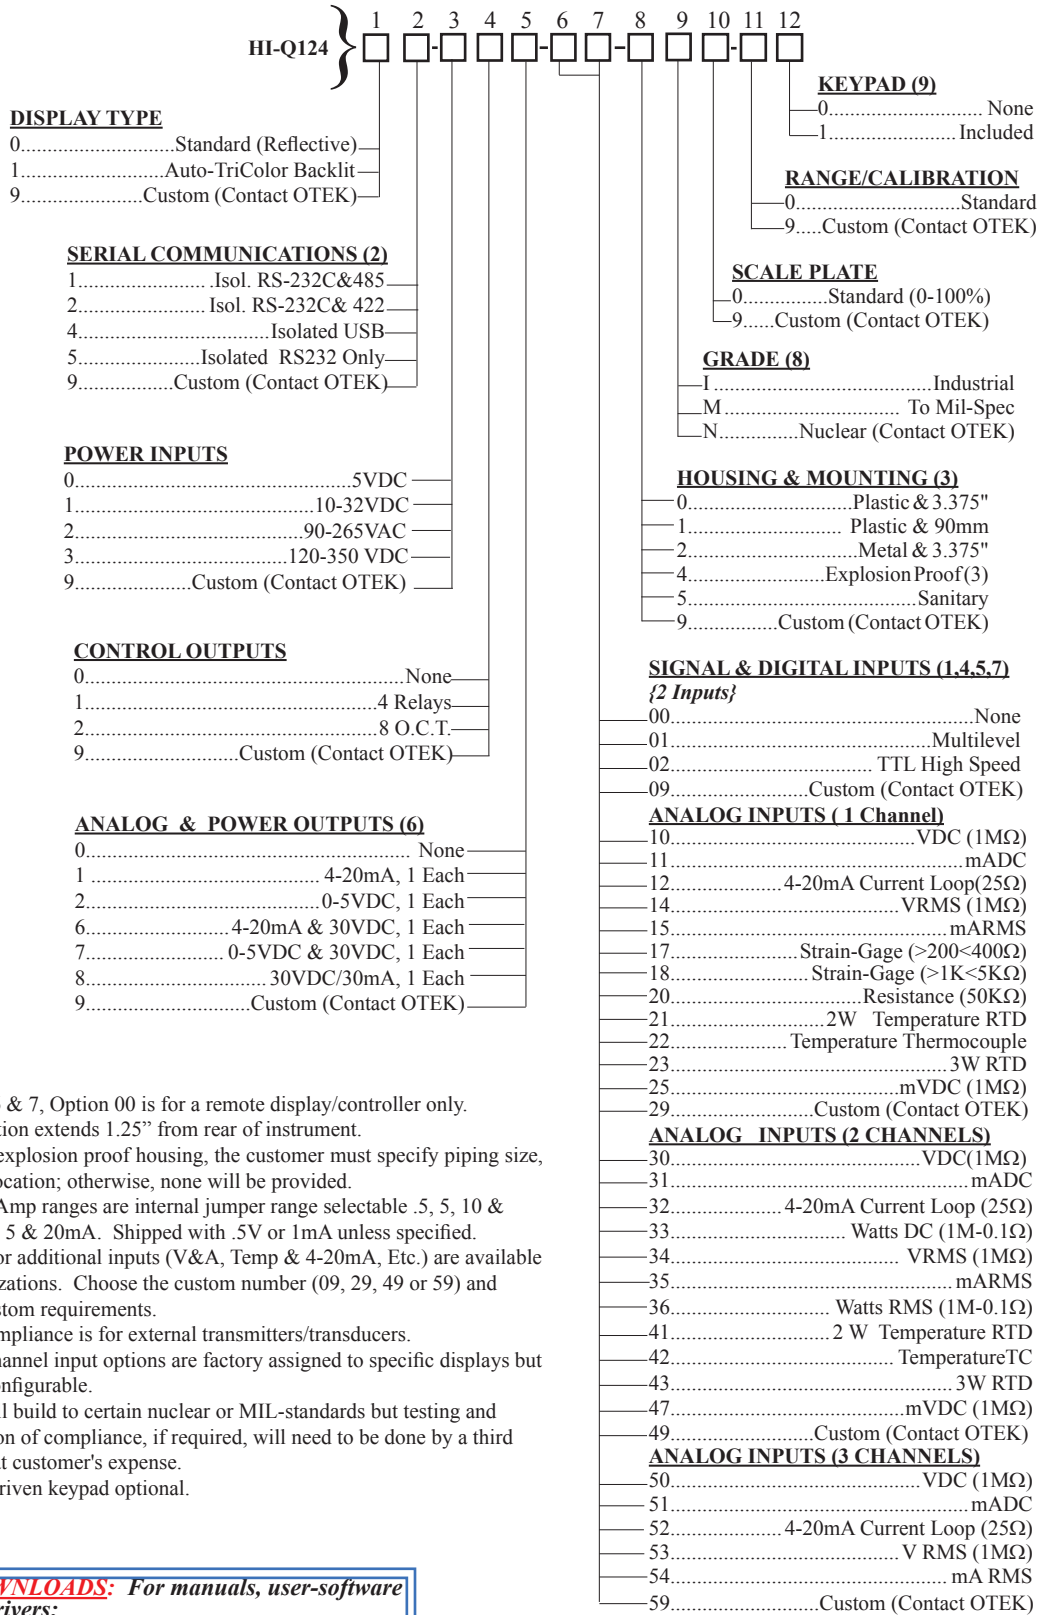 1 2 3 4 5 6 7 8 9 10 11 12
HI-Q124 - - - -
DISPLAY TYPE
0.............................Standard (Reflective)
1...........................Auto-TriColor Backlit
9.......................Custom (Contact OTEK)
SERIAL COMMUNICATIONS (2)
1........................ .Isol. RS-232C&485
2........................ Isol. RS-232C& 422
4....................................Isolated USB
5.......................Isolated RS232 Only
9..................Custom (Contact OTEK)
POWER INPUTS
0..................................................5VDC
1...........................................10-32VDC
2.........................................90-265VAC
3......................................120-350 VDC
9......................Custom (Contact OTEK)
CONTROL OUTPUTS
0............................................................None
1.......................................................4 Relays
2.......................................................8 O.C.T.
9.............................Custom (Contact OTEK)
ANALOG & POWER OUTPUTS (6)
0............................................................. None
1 ........................................... 4-20mA, 1 Each
2............................................0-5VDC, 1 Each
6...........................4-20mA & 30VDC, 1 Each
7......................... 0-5VDC & 30VDC, 1 Each
8.................................. 30VDC/30mA, 1 Each
9...............................Custom (Contact OTEK)
& 7, Option 00 is for a remote display/controller only.
tion extends 1.25” from rear of instrument.
explosion proof housing, the customer must specify piping size,
ocation; otherwise, none will be provided.
Amp ranges are internal jumper range selectable .5, 5, 10 &
5 & 20mA. Shipped with .5V or 1mA unless specified.
or additional inputs (V&A, Temp & 4-20mA, Etc.) are available
zations. Choose the custom number (09, 29, 49 or 59) and
stom requirements.
mpliance is for external transmitters/transducers.
hannel input options are factory assigned to specific displays but
onfigurable.
ll build to certain nuclear or MIL-standards but testing and
on of compliance, if required, will need to be done by a third
at customer's expense.
riven keypad optional.
WNLOADS: For manuals, user-software
rivers:
KEYPAD (9)
0............................. None
1........................ Included
RANGE/CALIBRATION
0...............................Standard
9.....Custom (Contact OTEK)
SCALE PLATE
0................Standard (0-100%)
9......Custom (Contact OTEK)
GRADE (8)
I .........................................Industrial
M ................................. To Mil-Spec
N...............Nuclear (Contact OTEK)
HOUSING & MOUNTING (3)
0...............................Plastic & 3.375"
1............................. Plastic & 90mm
2................................Metal & 3.375"
4..........................Explosion Proof (3)
5...........................................Sanitary
9.................Custom (Contact OTEK)
SIGNAL & DIGITAL INPUTS (1,4,5,7)
{2 Inputs}
00.........................................................None
01.................................................Multilevel
02...................................... TTL High Speed
09..........................Custom (Contact OTEK)
ANALOG INPUTS ( 1 Channel)
10..............................................VDC (1MΩ)
11.......................................................mADC
12.....................4-20mA Current Loop(25Ω)
14...........................................VRMS (1MΩ)
15....................................................mARMS
17........................Strain-Gage (>200<400Ω)
18..........................Strain-Gage (>1K<5KΩ)
20....................................Resistance (50KΩ)
21.............................2W Temperature RTD
22...................... Temperature Thermocouple
23....................................................3W RTD
25...........................................mVDC (1MΩ)
29...........................Custom (Contact OTEK)
ANALOG INPUTS (2 CHANNELS)
30...............................................VDC(1MΩ)
31........................................................mADC
32.....................4-20mA Current Loop (25Ω)
33................................. Watts DC (1M-0.1Ω)
34........................................... VRMS (1MΩ)
35.....................................................mARMS
36.............................. Watts RMS (1M-0.1Ω)
41..............................2 W Temperature RTD
42.......................................... TemperatureTC
43.....................................................3W RTD
47............................................mVDC (1MΩ)
49...........................Custom (Contact OTEK)
ANALOG INPUTS (3 CHANNELS)
50...............................................VDC (1MΩ)
51........................................................mADC
52.....................4-20mA Current Loop (25Ω)
53...........................................V RMS (1MΩ)
54....................................................mA RMS
59............................Custom (Contact OTEK)